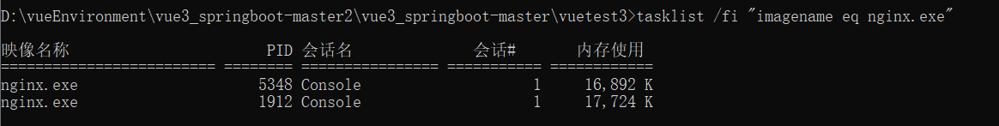 D:\vueEnvironment\vue3_springboot-master2\vue3_springboot-master\vuetest3>tasklist /fi "imagename eq nginx.exe"
映像名称                       PID 会话名              会话#       内存使用
========================= ======== ================ =========== ============
nginx.exe                     5348 Console                    1     16,892 K
nginx.exe                     1912 Console                    1     17,724 K